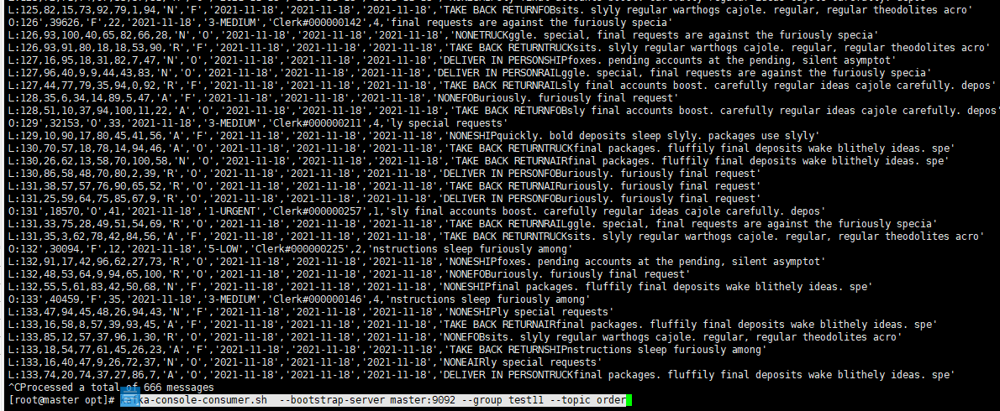 L:125,82,15,73,92,79,1,94,'N','F','2021-11-18','2021-11-18','2021-11-18','TAKE BACK RETURNFOBsits. slyly regular warthogs cajole. regular, regular theodolites acro'
O:126',39626,'F',22,'2021-11-18','3-MEDIUM','Clerk#000000142',4,'final requests are against the furiously specia'
L:126,93,100,40,65,82,66,28,'N','O','2021-11-18','2021-11-18','2021-11-18','NONETRUCKggle. special, final requests are against the furiously specia'
L:126,93,91,80,18,18,53,90,'R','F','2021-11-18','2021-11-18','2021-11-18','TAKE BACK RETURNTRUCKsits. slyly regular warthogs cajole. regular, regular theodolites acro'
L:127,16,95,18,31,82,7,47,'N','O','2021-11-18','2021-11-18','2021-11-18','DELIVER IN PERSONSHIPfoxes. pending accounts at the pending, silent asymptot'
L:127,96,40,9,9,44,43,83,'N','O','2021-11-18','2021-11-18','2021-11-18','DELIVER IN PERSONRAILggle. special, final requests are against the furiously specia'
L:127,44,77,79,35,94,0,92,'R','F','2021-11-18','2021-11-18','2021-11-18','TAKE BACK RETURNRAILsly final accounts boost. carefully regular ideas cajole carefully. depos'
L:128,35,6,34,14,89,5,47,'A','F','2021-11-18','2021-11-18','2021-11-18','NONEFOBuriously. furiously final request'
L:128,51,10,37,94,100,11,22,'A','O','2021-11-18','2021-11-18','2021-11-18','TAKE BACK RETURNFOBsly final accounts boost. carefully regular ideas cajole carefully. depos'
O:129',32153,'O',33,'2021-11-18','3-MEDIUM','Clerk#000000211',4,'ly special requests'
L:129,10,90,17,80,45,41,56,'A','F','2021-11-18','2021-11-18','2021-11-18','NONESHIPquickly. bold deposits sleep slyly. packages use slyly'
L:130,70,57,18,78,14,94,46,'A','O','2021-11-18','2021-11-18','2021-11-18','TAKE BACK RETURNTRUCKfinal packages. fluffily final deposits wake blithely ideas. spe'
L:130,26,62,13,58,70,100,58,'N','O','2021-11-18','2021-11-18','2021-11-18','TAKE BACK RETURNAIRfinal packages. fluffily final deposits wake blithely ideas. spe'
L:130,86,58,48,70,80,2,39,'R','O','2021-11-18','2021-11-18','2021-11-18','DELIVER IN PERSONFOBuriously. furiously final request'
L:131,38,57,57,76,90,65,52,'R','O','2021-11-18','2021-11-18','2021-11-18','TAKE BACK RETURNAIRuriously. furiously final request'
L:131,25,59,64,75,85,67,9,'R','O','2021-11-18','2021-11-18','2021-11-18','DELIVER IN PERSONFOBuriously. furiously final request'
O:131',18570,'O',41,'2021-11-18','1-URGENT','Clerk#000000257',1,'sly final accounts boost. carefully regular ideas cajole carefully. depos'
L:131,33,75,28,49,51,54,69,'R','O','2021-11-18','2021-11-18','2021-11-18','TAKE BACK RETURNRAILggle. special, final requests are against the furiously specia'
L:131,35,3,62,78,42,84,56,'A','F','2021-11-18','2021-11-18','2021-11-18','TAKE BACK RETURNTRUCKsits. slyly regular warthogs cajole. regular, regular theodolites acro'
O:132',30094,'F',12,'2021-11-18','5-LOW','Clerk#000000225',2,'nstructions sleep furiously among'
L:132,91,17,42,96,62,27,73,'R','O','2021-11-18','2021-11-18','2021-11-18','NONESHIPfoxes. pending accounts at the pending, silent asymptot'
L:132,48,53,64,9,94,65,100,'R','O','2021-11-18','2021-11-18','2021-11-18','NONEFOBuriously. furiously final request'
L:132,55,5,61,83,42,50,68,'N','F','2021-11-18','2021-11-18','2021-11-18','NONESHIPfinal packages. fluffily final deposits wake blithely ideas. spe'
O:133',40459,'F',35,'2021-11-18','3-MEDIUM','Clerk#000000146',4,'nstructions sleep furiously among'
L:133,47,94,45,48,26,94,43,'N','F','2021-11-18','2021-11-18','2021-11-18','NONESHIPly special requests'
L:133,16,58,8,57,39,93,45,'A','F','2021-11-18','2021-11-18','2021-11-18','TAKE BACK RETURNAIRfinal packages. fluffily final deposits wake blithely ideas. spe'
L:133,85,12,57,37,96,1,30,'R','O','2021-11-18','2021-11-18','2021-11-18','NONEFOBsits. slyly regular warthogs cajole. regular, regular theodolites acro'
L:133,18,54,77,61,45,26,23,'A','F','2021-11-18','2021-11-18','2021-11-18','TAKE BACK RETURNSHIPnstructions sleep furiously among'
L:133,16,40,47,9,26,72,37,'N','O','2021-11-18','2021-11-18','2021-11-18','NONEAIRly special requests'
L:133,74,20,74,37,27,86,7,'A','O','2021-11-18','2021-11-18','2021-11-18','DELIVER IN PERSONTRUCKfinal packages. fluffily final deposits wake blithely ideas. spe'
^CProcessed a total of 666 messages
[root@master opt]# kafka-console-consumer.sh  --bootstrap-server master:9092 --group test11 --topic order